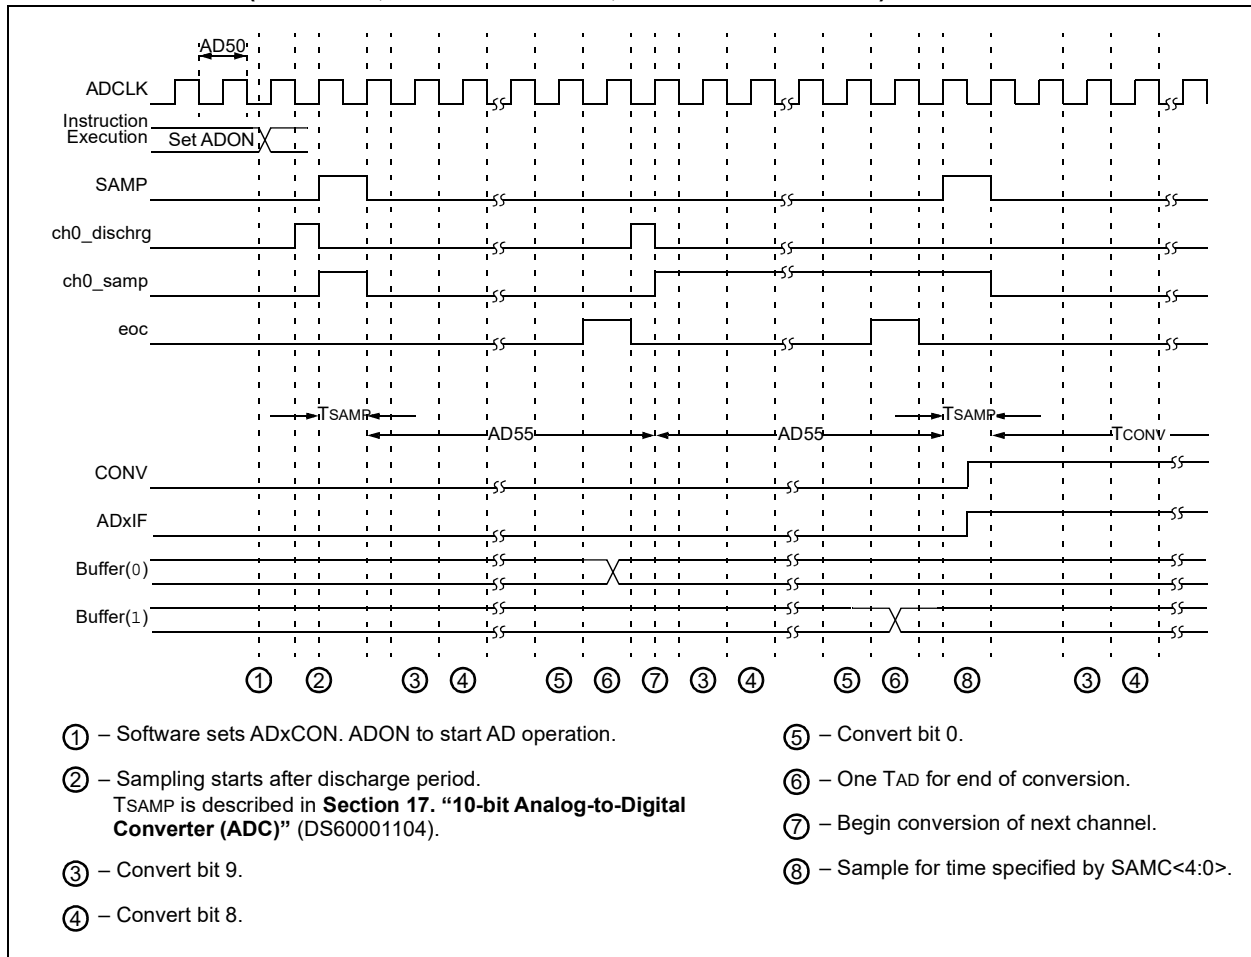 AD50
ADCLK
Instruction
Execution
Set ADON
SAMP
ch0_dischrg
ch0_samp
eoc
TSAMP
TSAMP
AD55
AD55
TCONV
CONV
ADxIF
Buffer(0)
Buffer(1)
① ② ③ ④ ⑤ ⑥ ⑦ ③ ④ ⑤ ⑥ ⑧ ③ ④
① – Software sets ADxCON. ADON to start AD operation.
② – Sampling starts after discharge period.
TSAMP is described in Section 17. “10-bit Analog-to-Digital
Converter (ADC)” (DS60001104).
③ – Convert bit 9.
④ – Convert bit 8.
⑤ – Convert bit 0.
⑥ – One TAD for end of conversion.
⑦ – Begin conversion of next channel.
⑧ – Sample for time specified by SAMC<4:0>.